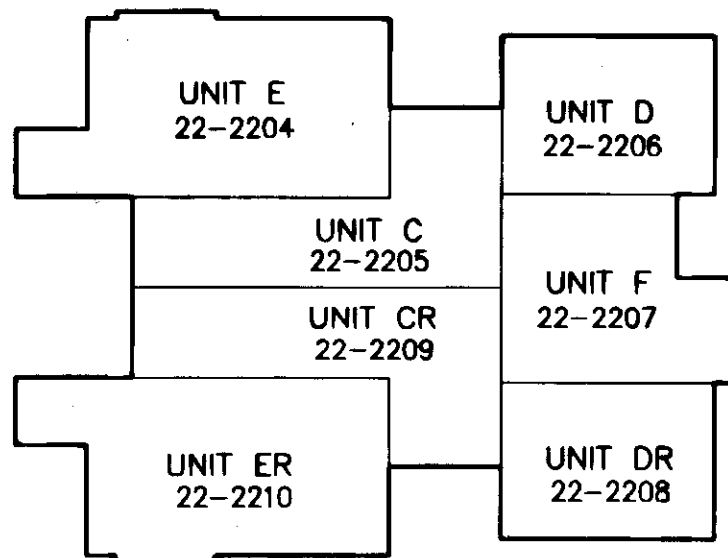 UNIT E
22-2204
UNIT D
22-2206
UNIT C
22-2205
UNIT F
22-2207
UNIT CR
22-2209
UNIT ER
22-2210
UNIT DR
22-2208